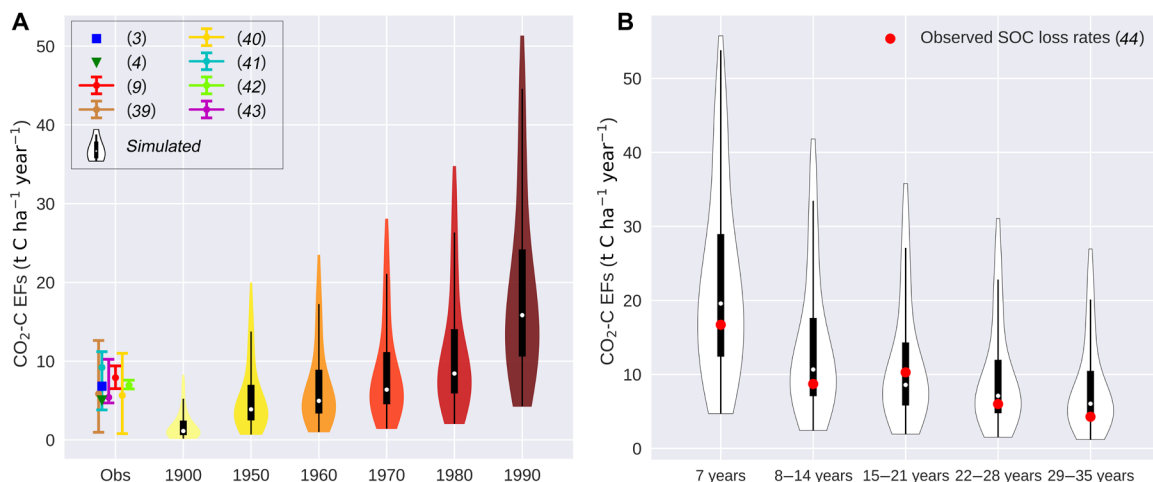 A
(3)
(4)
(9)
(39)
(40)
(41)
(42)
(43)
Simulated
CO₂-C EFs (t C ha⁻¹ year⁻¹)
50
40
30
20
10
0
Obs 1900 1950 1960 1970 1980 1990
B
Observed SOC loss rates (44)
CO₂-C EFs (t C ha⁻¹ year⁻¹)
50
40
30
20
10
0
7 years 8–14 years 15–21 years 22–28 years 29–35 years